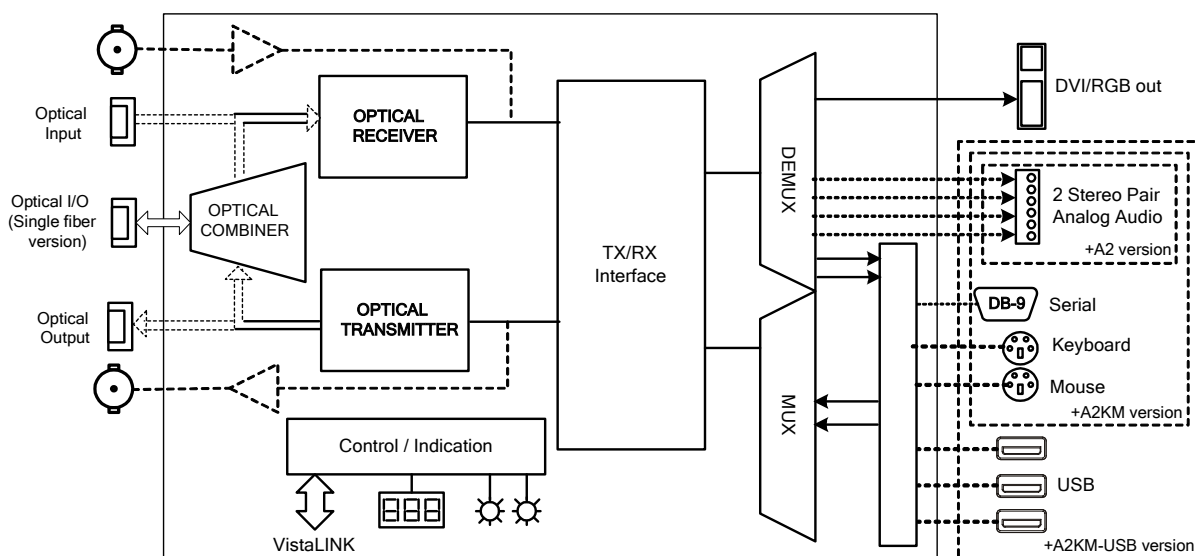 DVI/RGB out
Optical
Input
OPTICAL
RECEIVER
DEMUX
2 Stereo Pair
Analog Audio
+A2 version
Optical I/O
(Single fiber
version)
OPTICAL
COMBINER
TX/RX
Interface
Optical
Output
OPTICAL
TRANSMITTER
DB-9
Serial
Keyboard
Mouse
+A2KM version
MUX
Control / Indication
VistaLINK
USB
+A2KM-USB version